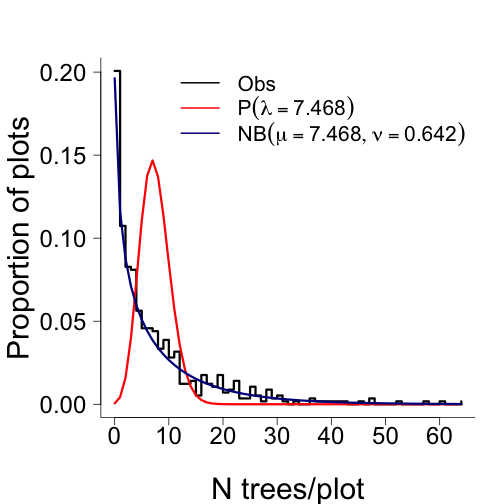 0.20
0.15
0.10
0.05
0.00
Proportion of plots
Obs
P(λ = 7.468)
NB(μ = 7.468, ν = 0.642)
0 10 20 30 40 50 60
N trees/plot